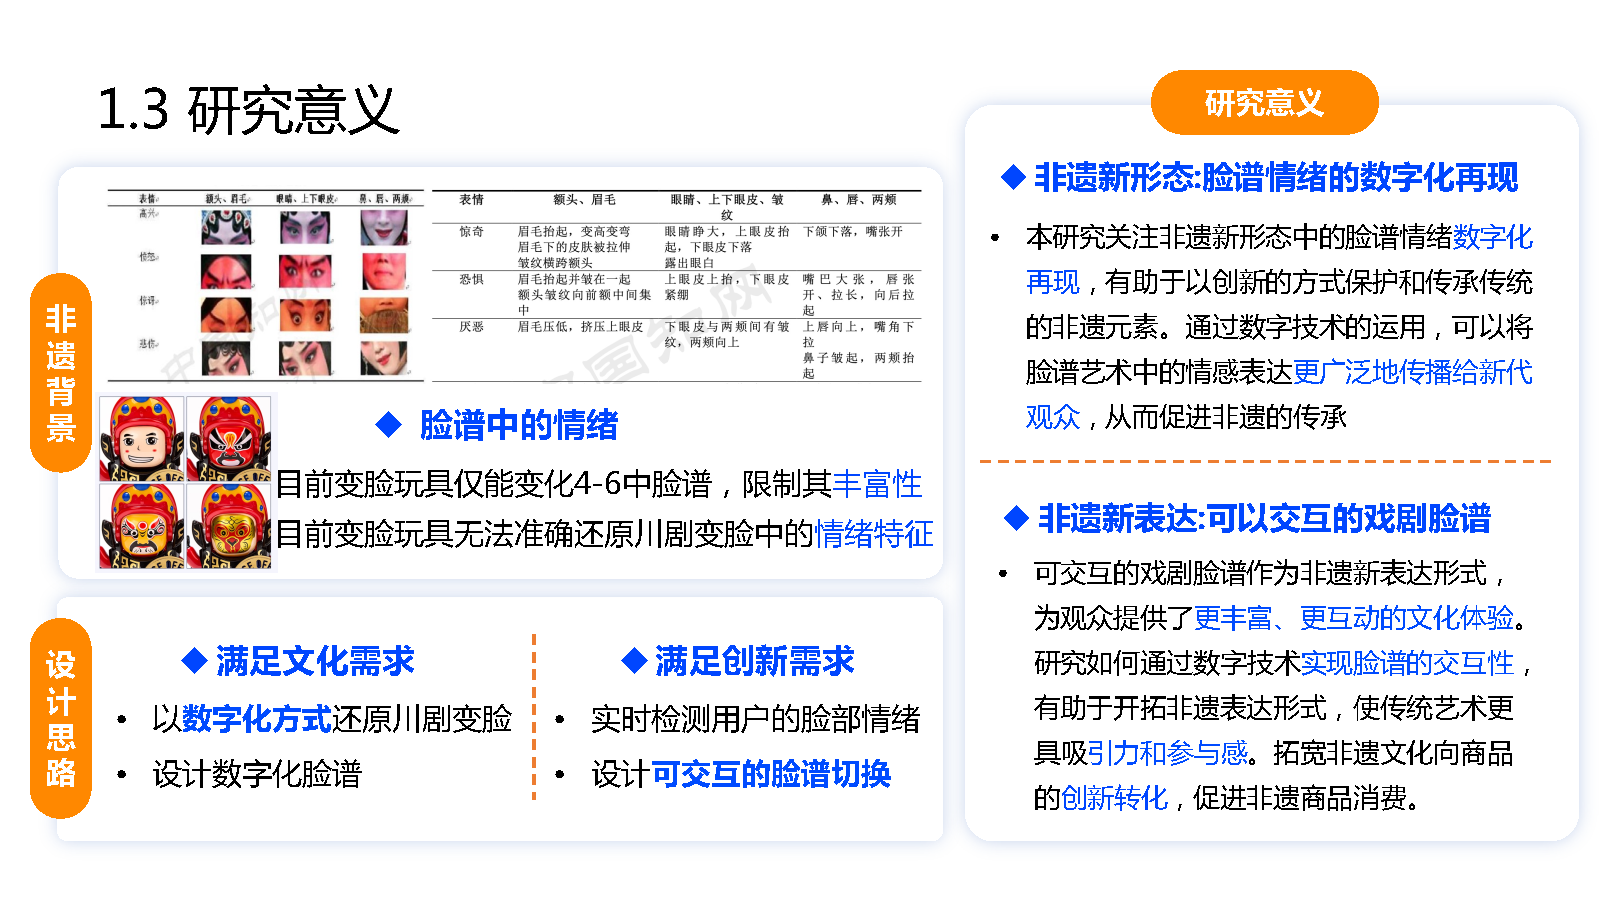 1.3 研究意义
非遗背景
表情 额头、眉毛 眼睛、上下眼皮 鼻、唇、两颊
高兴
愤怒
惊讶
悲伤
表情 额头、眉毛 眼睛、上下眼皮、皱纹 鼻、唇、两颊
惊奇 眉毛抬起，变高变弯
眉毛下的皮肤被拉伸
皱纹横跨额头
眼睛睁大，上眼皮抬
起，下眼皮下落
露出眼白
下颌下落，嘴张开
恐惧 眉毛抬起并皱在一起
额头皱纹向前额中间集
中
上眼皮上抬，下眼皮
紧绷
嘴巴大张，唇张
开、拉长，向后拉
起
厌恶 眉毛压低，挤压上眼皮
下眼皮与两颊间有皱
纹，两颊向上
上唇向上，嘴角下
拉
鼻子皱起，两颊抬
起
脸谱中的情绪
目前变脸玩具仅能变化4-6中脸谱，限制其丰富性
目前变脸玩具无法准确还原川剧变脸中的情绪特征
设计思路
满足文化需求
• 以数字化方式还原川剧变脸
• 设计数字化脸谱
满足创新需求
• 实时检测用户的脸部情绪
• 设计可交互的脸谱切换
研究意义
非遗新形态:脸谱情绪的数字化再现
• 本研究关注非遗新形态中的脸谱情绪数字化
再现，有助于以创新的方式保护和传承传统
的非遗元素。通过数字技术的运用，可以将
脸谱艺术中的情感表达更广泛地传播给新代
观众，从而促进非遗的传承
非遗新表达:可以交互的戏剧脸谱
• 可交互的戏剧脸谱作为非遗新表达形式，
为观众提供了更丰富、更互动的文化体验。
研究如何通过数字技术实现脸谱的交互性，
有助于开拓非遗表达形式，使传统艺术更
具吸引力和参与感。拓宽非遗文化向商品
的创新转化，促进非遗商品消费。